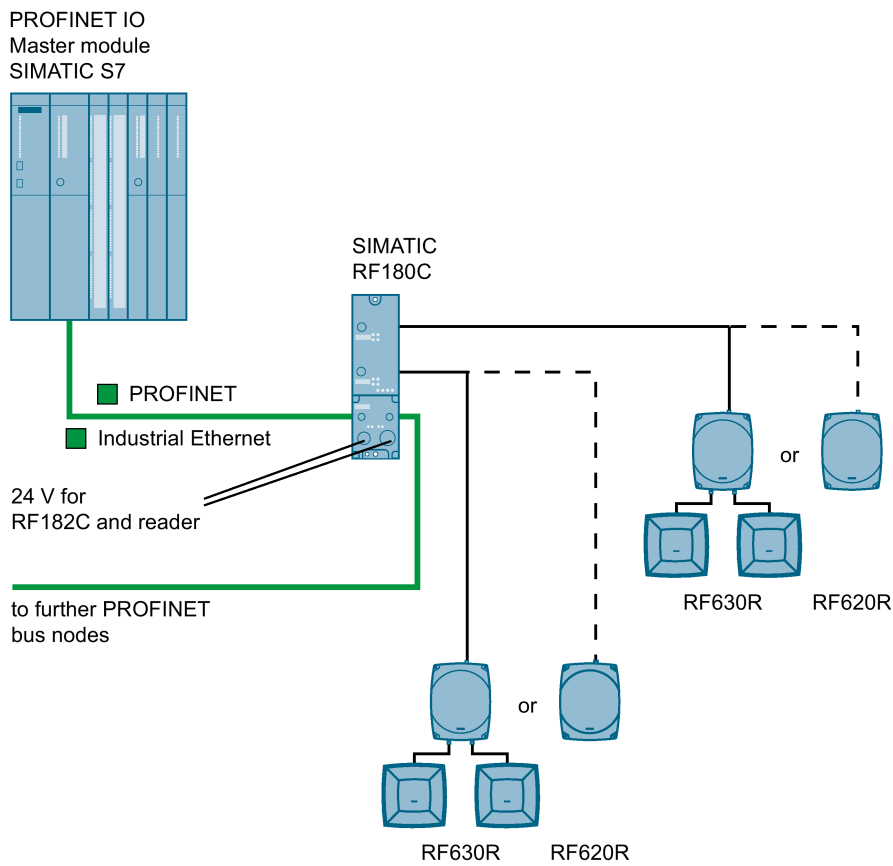 PROFINET IO
Master module
SIMATIC S7
SIMATIC
RF180C
PROFINET
Industrial Ethernet
24 V for
RF182C and reader
or
to further PROFINET
bus nodes
RF630R
RF620R
or
RF630R
RF620R